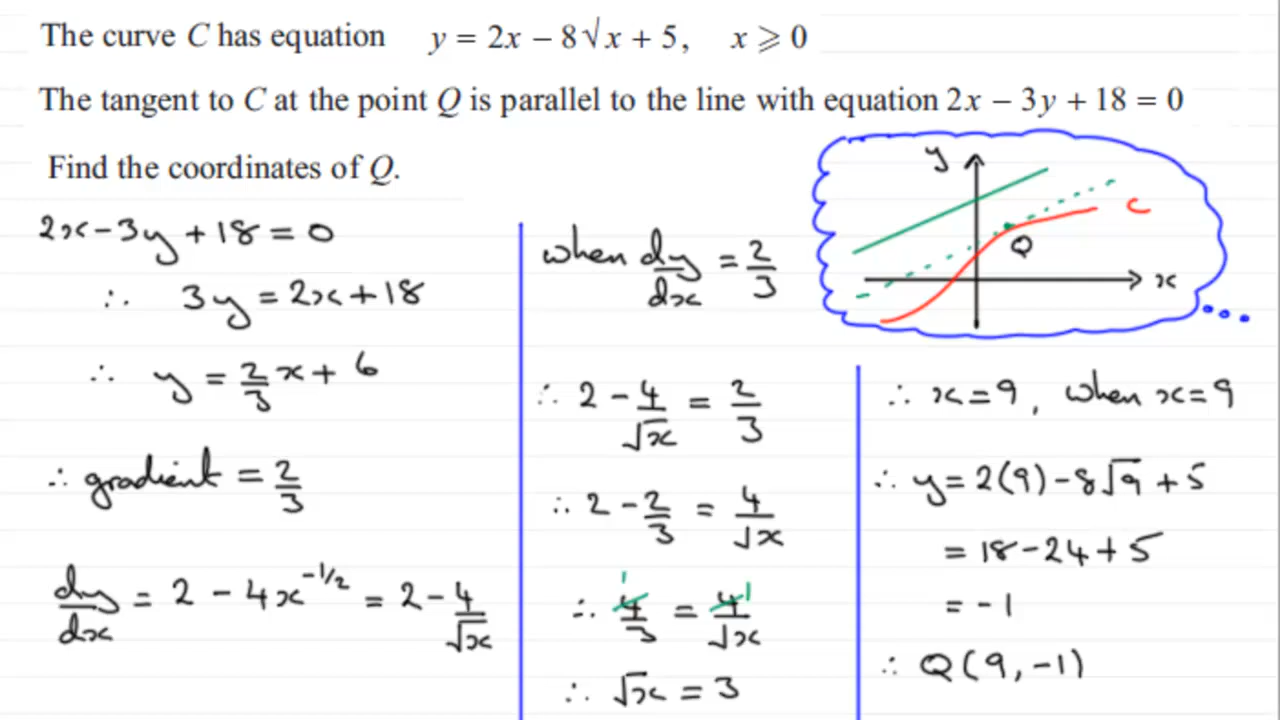 The curve C has equation y = 2x − 8√x + 5, x ⩾ 0
The tangent to C at the point Q is parallel to the line with equation 2x − 3y + 18 = 0
Find the coordinates of Q.
2x − 3y + 18 = 0
∴ 3y = 2x + 18
∴ y = 2/3 x + 6
∴ gradient = 2/3
dy/dx = 2 − 4x^(−1/2) = 2 − 4/√x
when dy/dx = 2/3
∴ 2 − 4/√x = 2/3
∴ 2 − 2/3 = 4/√x
1 1
∴ 4/3 = 4/√x
∴ √x = 3
y
C
Q
x
∴ x = 9, when x = 9
∴ y = 2(9) − 8√9 + 5
= 18 − 24 + 5
= −1
∴ Q(9, −1)